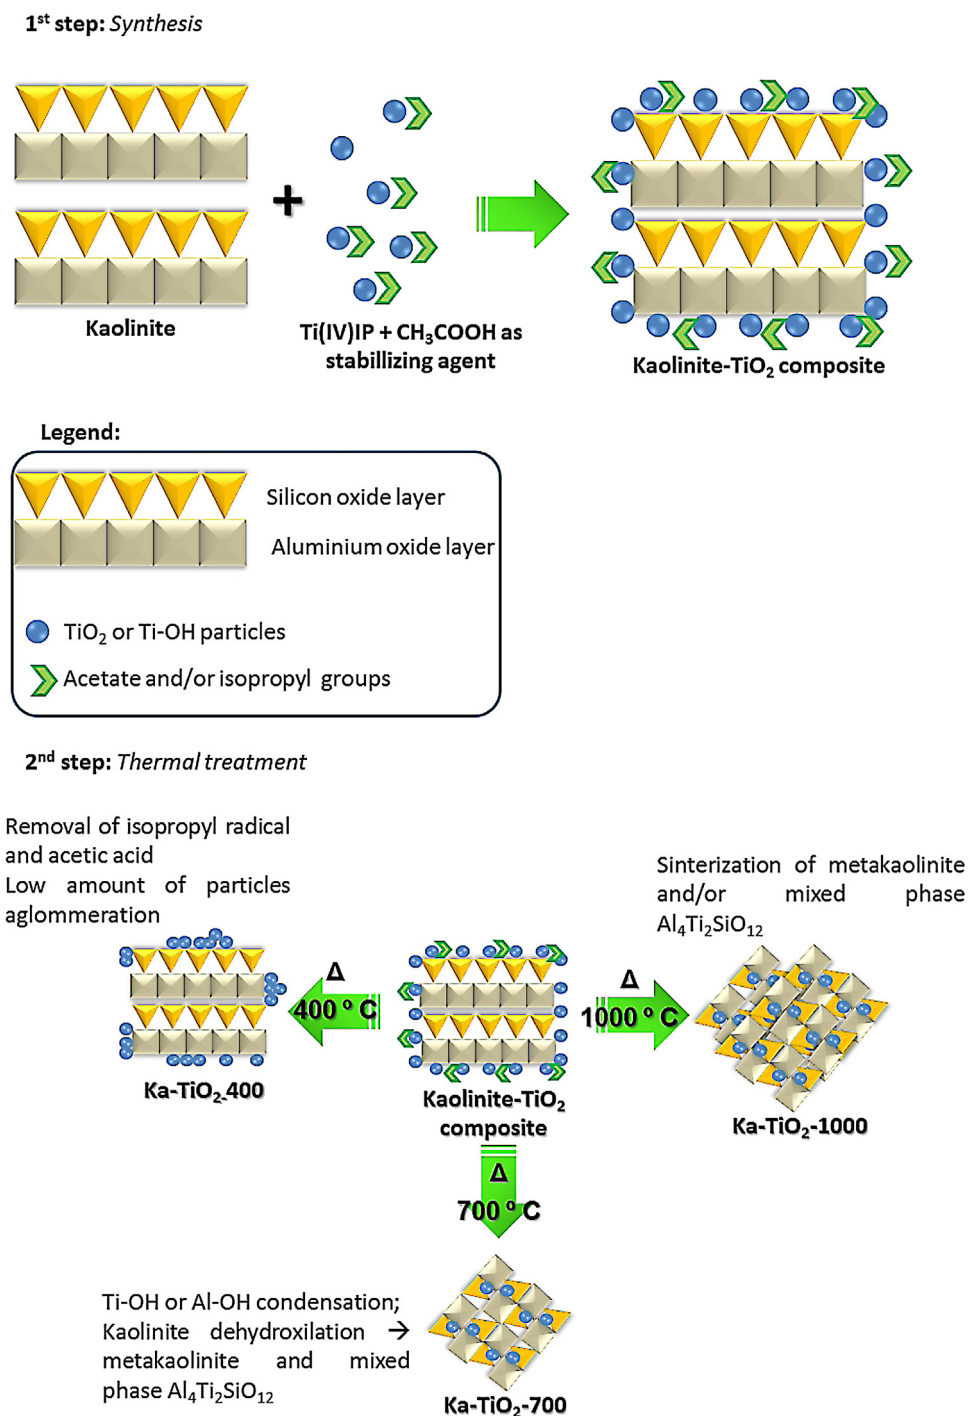 1st step: Synthesis
+
Kaolinite
Ti(IV)IP + CH₃COOH as
stabillizing agent
Kaolinite-TiO₂ composite
Legend:
Silicon oxide layer
Aluminium oxide layer
TiO₂ or Ti-OH particles
Acetate and/or isopropyl groups
2nd step: Thermal treatment
Removal of isopropyl radical
and acetic acid
Low amount of particles
aglommeration
Sinterization of metakaolinite
and/or mixed phase
Al₄Ti₂SiO₁₂
Δ
400 º C
Δ
1000 º C
Ka-TiO₂-400
Kaolinite-TiO₂
composite
Ka-TiO₂-1000
Δ
700 º C
Ti-OH or Al-OH condensation;
Kaolinite dehydroxilation →
metakaolinite and mixed
phase Al₄Ti₂SiO₁₂
Ka-TiO₂-700